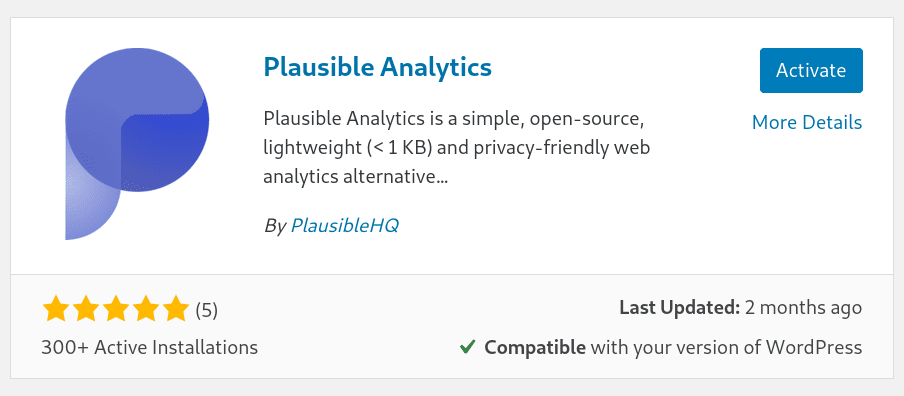 Plausible Analytics
Activate
More Details
Plausible Analytics is a simple, open-source,
lightweight (< 1 KB) and privacy-friendly web
analytics alternative...
By PlausibleHQ
(5)
Last Updated: 2 months ago
300+ Active Installations
Compatible with your version of WordPress